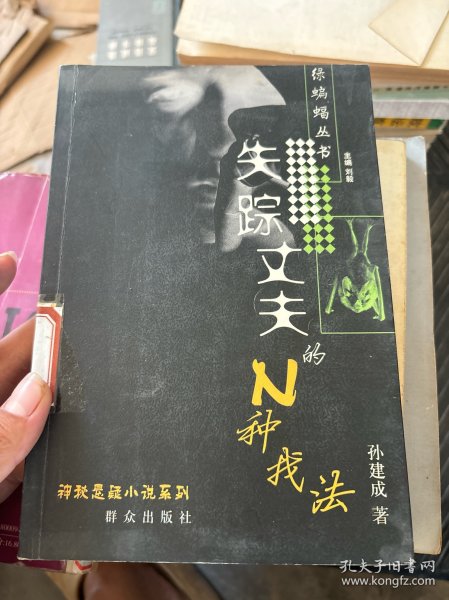 绿蝙蝠丛书
主编 刘毅
失踪丈夫
的
N
种找法
孙建成 著
神秘悬疑小说系列
群众出版社
孔夫子旧书网
www.kongfz.com